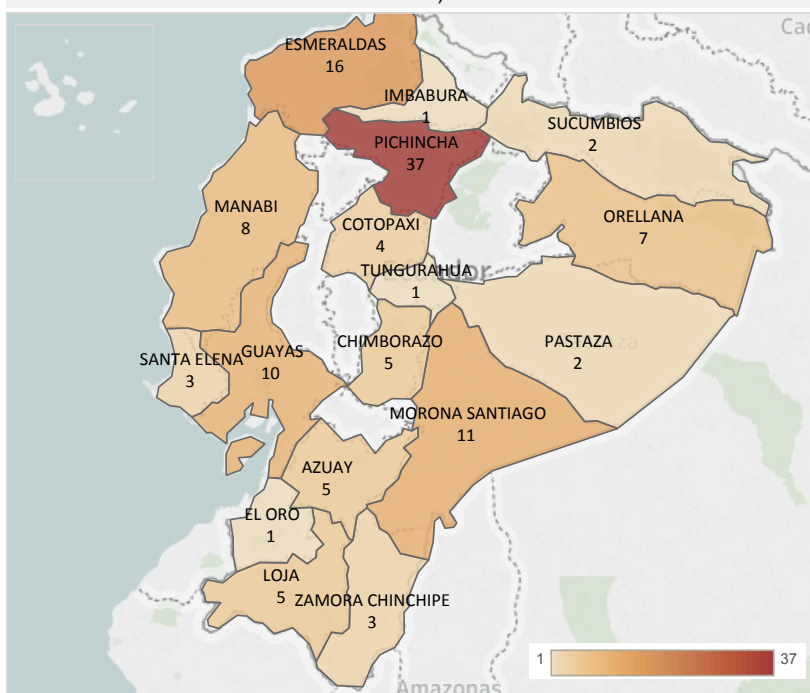 Cad
ESMERALDAS
16
IMBABURA
1
SUCUMBIOS
2
PICHINCHA
37
MANABI
8
COTOPAXI
4
ORELLANA
7
Ecuador
TUNGURAHUA
1
SANTA ELENA
3
GUAYAS
10
CHIMBORAZO
5
PASTAZA
2
MORONA SANTIAGO
11
AZUAY
5
EL ORO
1
LOJA
5
ZAMORA CHINCHIPE
3
1
37
Amazonas